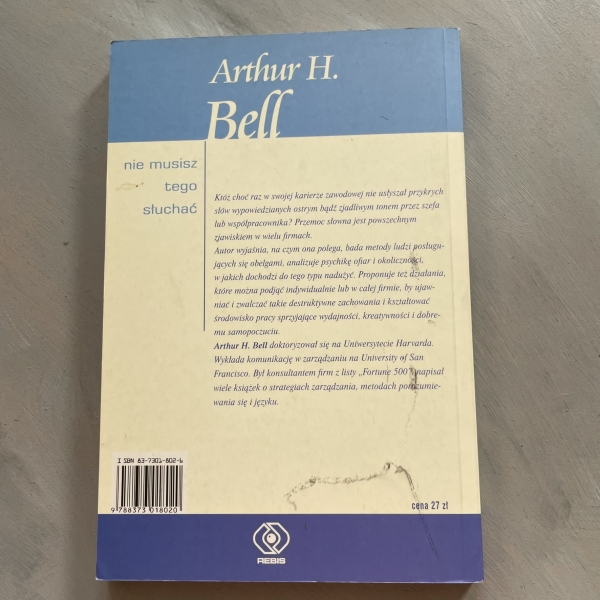 Arthur H.
Bell
nie musisz
tego
słuchać
Któż choć raz w swojej karierze zawodowej nie usłyszał przykrych
słów wypowiedzianych ostrym bądź zjadliwym tonem przez szefa
lub współpracownika? Przemoc słowna jest powszechnym
zjawiskiem w wielu firmach.
Autor wyjaśnia, na czym ona polega, bada metody ludzi posługu-
jących się obelgami, analizuje psychikę ofiar i okoliczności,
w jakich dochodzi do tego typu nadużyć. Proponuje też działania,
które można podjąć indywidualnie lub w całej firmie, by ujaw-
niać i zwalczać takie destruktywne zachowania i kształtować
środowisko pracy sprzyjające wydajności, kreatywności i dobre-
mu samopoczuciu.
Arthur H. Bell doktoryzował się na Uniwersytecie Harvarda.
Wykłada komunikację w zarządzaniu na University of San
Francisco. Był konsultantem firm z listy „Fortune 500” i napisał
wiele książek o strategiach zarządzania, metodach porozumie-
wania się i języku.
ISBN 83-7301-802-6
9 788373 018020
cena 27 zł
REBIS